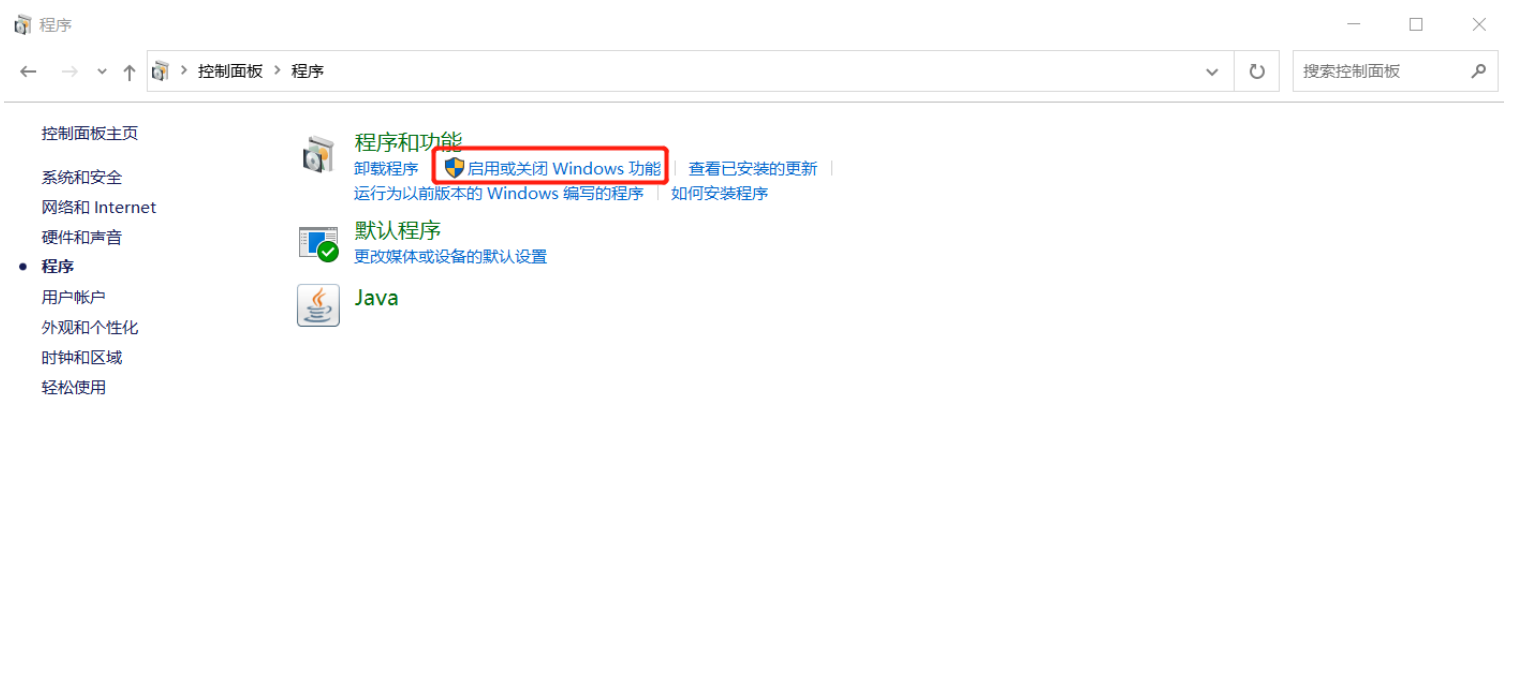 程序
控制面板 程序
搜索控制面板
控制面板主页
系统和安全
网络和 Internet
硬件和声音
程序
用户帐户
外观和个性化
时钟和区域
轻松使用
程序和功能
卸载程序 启用或关闭 Windows 功能 查看已安装的更新
运行为以前版本的 Windows 编写的程序 如何安装程序
默认程序
更改媒体或设备的默认设置
Java